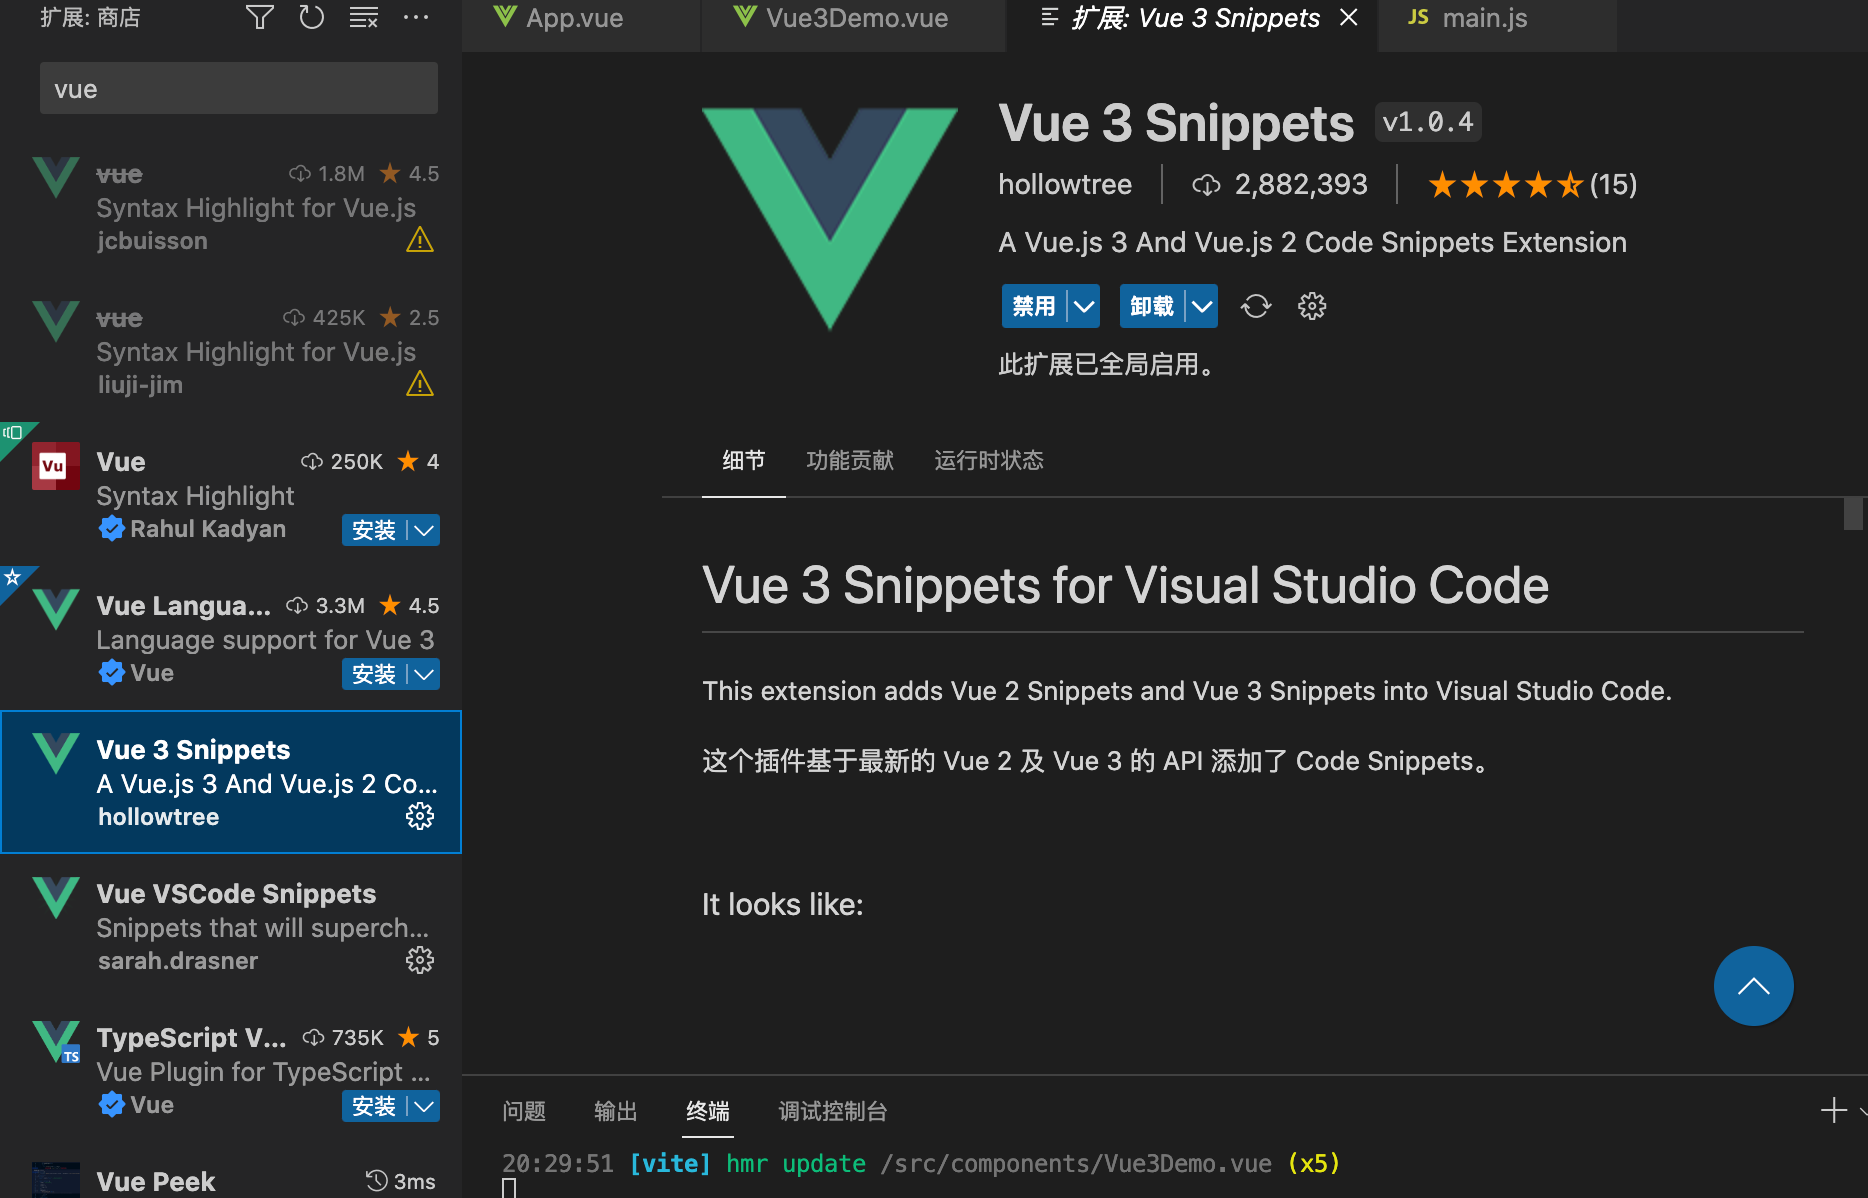 扩展: 商店
vue
vue 1.8M 4.5
Syntax Highlight for Vue.js
jcbuisson
vue 425K 2.5
Syntax Highlight for Vue.js
liuji-jim
Vu
Vue 250K 4
Syntax Highlight
Rahul Kadyan 安装
Vue Langua... 3.3M 4.5
Language support for Vue 3
Vue 安装
Vue 3 Snippets
A Vue.js 3 And Vue.js 2 Co...
hollowtree
Vue VSCode Snippets
Snippets that will superch...
sarah.drasner
TS
TypeScript V... 735K 5
Vue Plugin for TypeScript ...
Vue 安装
Vue Peek 3ms
App.vue Vue3Demo.vue 扩展: Vue 3 Snippets JS main.js
Vue 3 Snippets v1.0.4
hollowtree 2,882,393 (15)
A Vue.js 3 And Vue.js 2 Code Snippets Extension
禁用 卸载
此扩展已全局启用。
细节 功能贡献 运行时状态
Vue 3 Snippets for Visual Studio Code
This extension adds Vue 2 Snippets and Vue 3 Snippets into Visual Studio Code.
这个插件基于最新的 Vue 2 及 Vue 3 的 API 添加了 Code Snippets。
It looks like:
问题 输出 终端 调试控制台
20:29:51 [vite] hmr update /src/components/Vue3Demo.vue (x5)